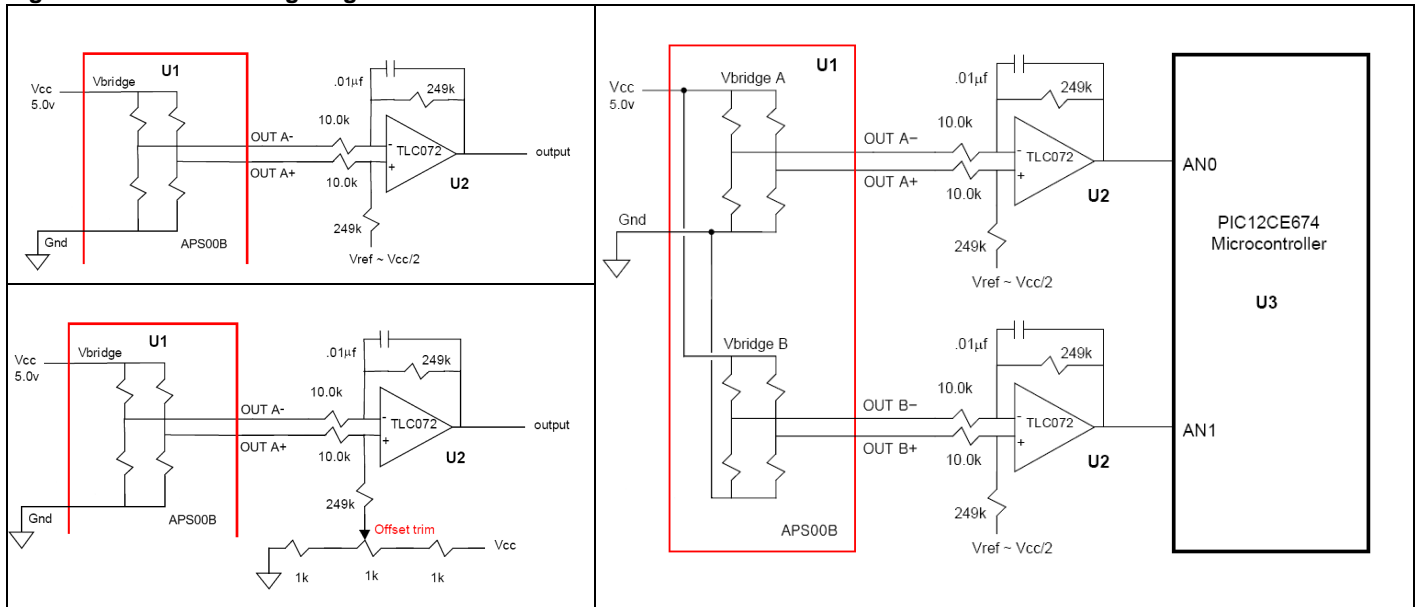 U1
Vbridge
Vcc
5.0v
.01µf
249k
10.0k
OUT A-
TLC072
-
+
output
OUT A+
10.0k
U2
249k
Gnd
APS00B
Vref ~ Vcc/2
U1
Vbridge
Vcc
5.0v
.01µf
249k
10.0k
OUT A-
TLC072
-
+
output
OUT A+
10.0k
U2
249k
Gnd
APS00B
Offset trim
Vcc
1k
1k
1k
U1
Vbridge A
Vcc
5.0v
.01µf
249k
10.0k
OUT A–
TLC072
-
+
AN0
OUT A+
10.0k
U2
Gnd
249k
Vref ~ Vcc/2
PIC12CE674
Microcontroller
U3
Vbridge B
.01µf
249k
10.0k
OUT B–
TLC072
-
+
AN1
OUT B+
10.0k
U2
249k
APS00B
Vref ~ Vcc/2